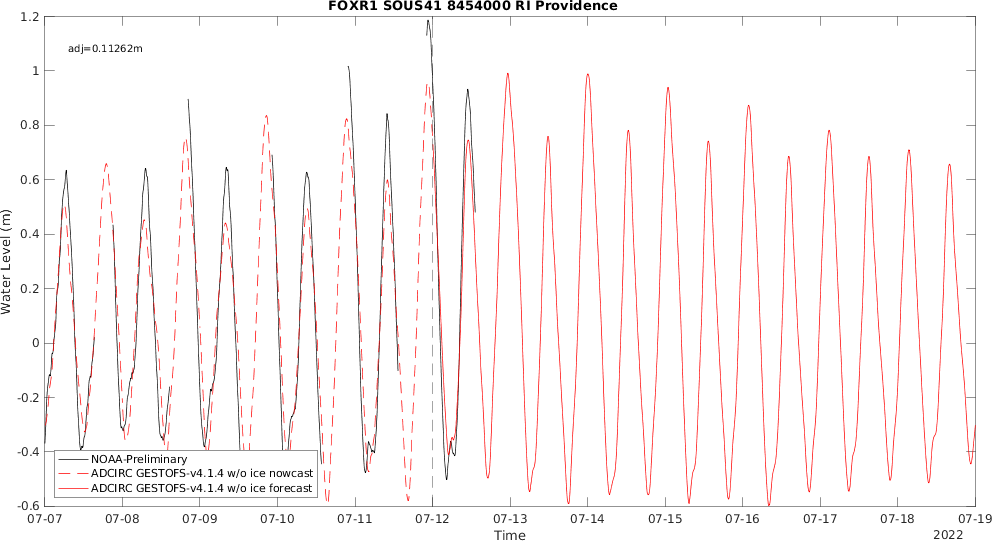 FOXR1 SOUS41 8454000 RI Providence
1.2
adj=0.11262m
1
0.8
0.6
0.4
0.2
0
-0.2
-0.4
-0.6
Water Level (m)
NOAA-Preliminary
ADCIRC GESTOFS-v4.1.4 w/o ice nowcast
ADCIRC GESTOFS-v4.1.4 w/o ice forecast
07-07 07-08 07-09 07-10 07-11 07-12 07-13 07-14 07-15 07-16 07-17 07-18 07-19
Time
2022